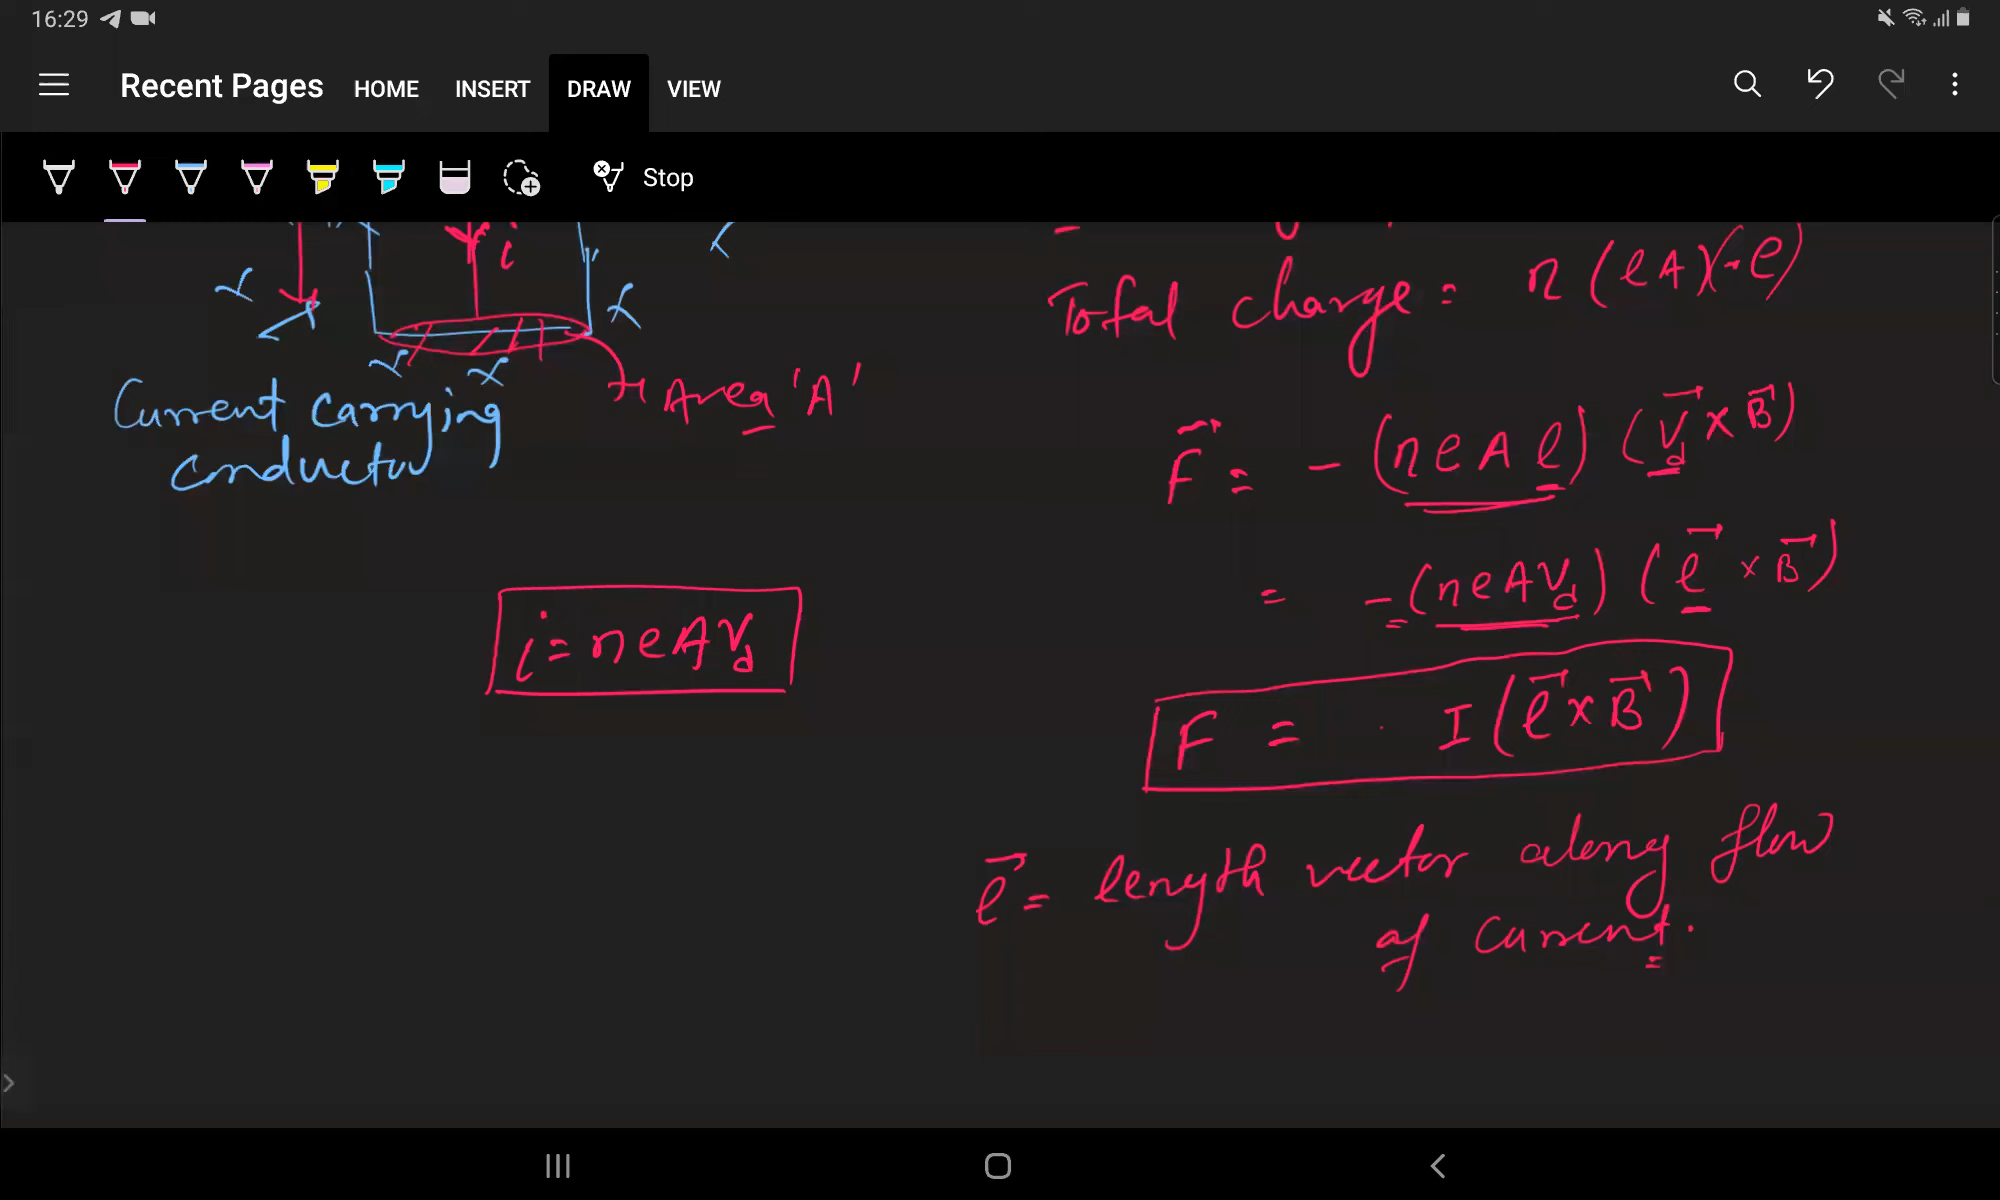 16:29
Recent Pages HOME INSERT DRAW VIEW
Stop
i
Total charge = n (lA)(-e)
Area 'A'
Current carrying
conductor
F⃗ = - (neAl) (V⃗d × B⃗)
= - (neAVd) (l⃗ × B⃗)
i = neAVd
F = I (l⃗ × B⃗)
l⃗ = length vector along flow
of current.